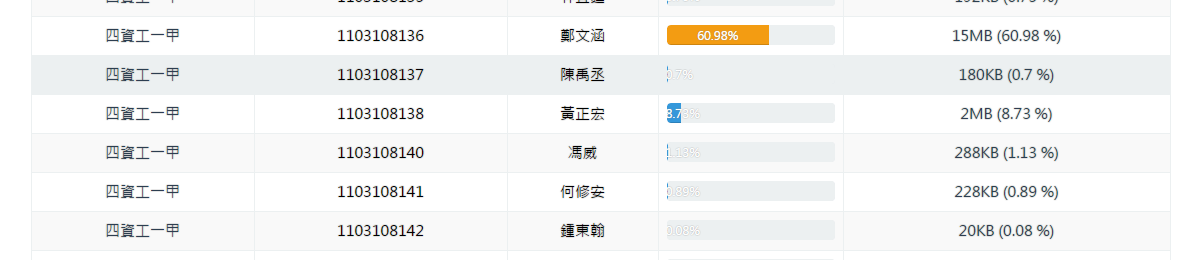 四資工一甲 1103108136 鄭文涵 60.98% 15MB (60.98 %)
四資工一甲 1103108137 陳禹丞 0.7% 180KB (0.7 %)
四資工一甲 1103108138 黃正宏 8.73% 2MB (8.73 %)
四資工一甲 1103108140 馮威 1.13% 288KB (1.13 %)
四資工一甲 1103108141 何修安 0.89% 228KB (0.89 %)
四資工一甲 1103108142 鍾東翰 0.08% 20KB (0.08 %)